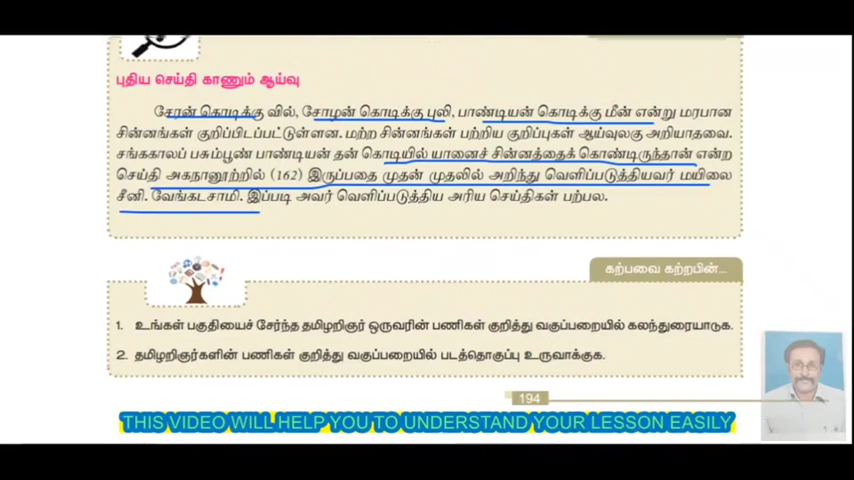 புதிய செய்தி காணும் ஆய்வு
சேரன் கொடிக்கு வில், சோழன் கொடிக்கு புலி, பாண்டியன் கொடிக்கு மீன் என்று மரபான
சின்னங்கள் குறிப்பிடப்பட்டுள்ளன. மற்ற சின்னங்கள் பற்றிய குறிப்புகள் ஆய்வுலகு அறியாதவை.
சங்ககாலப் பசும்பூண் பாண்டியன் தன் கொடியில் யானைச் சின்னத்தைக் கொண்டிருந்தான் என்ற
செய்தி அகநானூற்றில் (162) இருப்பதை முதன் முதலில் அறிந்து வெளிப்படுத்தியவர் மயிலை
சீனி. வேங்கடசாமி. இப்படி அவர் வெளிப்படுத்திய அரிய செய்திகள் பற்பல.
கற்பவை கற்றபின்...
1. உங்கள் பகுதியைச் சேர்ந்த தமிழறிஞர் ஒருவரின் பணிகள் குறித்து வகுப்பறையில் கலந்துரையாடுக.
2. தமிழறிஞர்களின் பணிகள் குறித்து வகுப்பறையில் படத்தொகுப்பு உருவாக்குக.
194
THIS VIDEO WILL HELP YOU TO UNDERSTAND YOUR LESSON EASILY